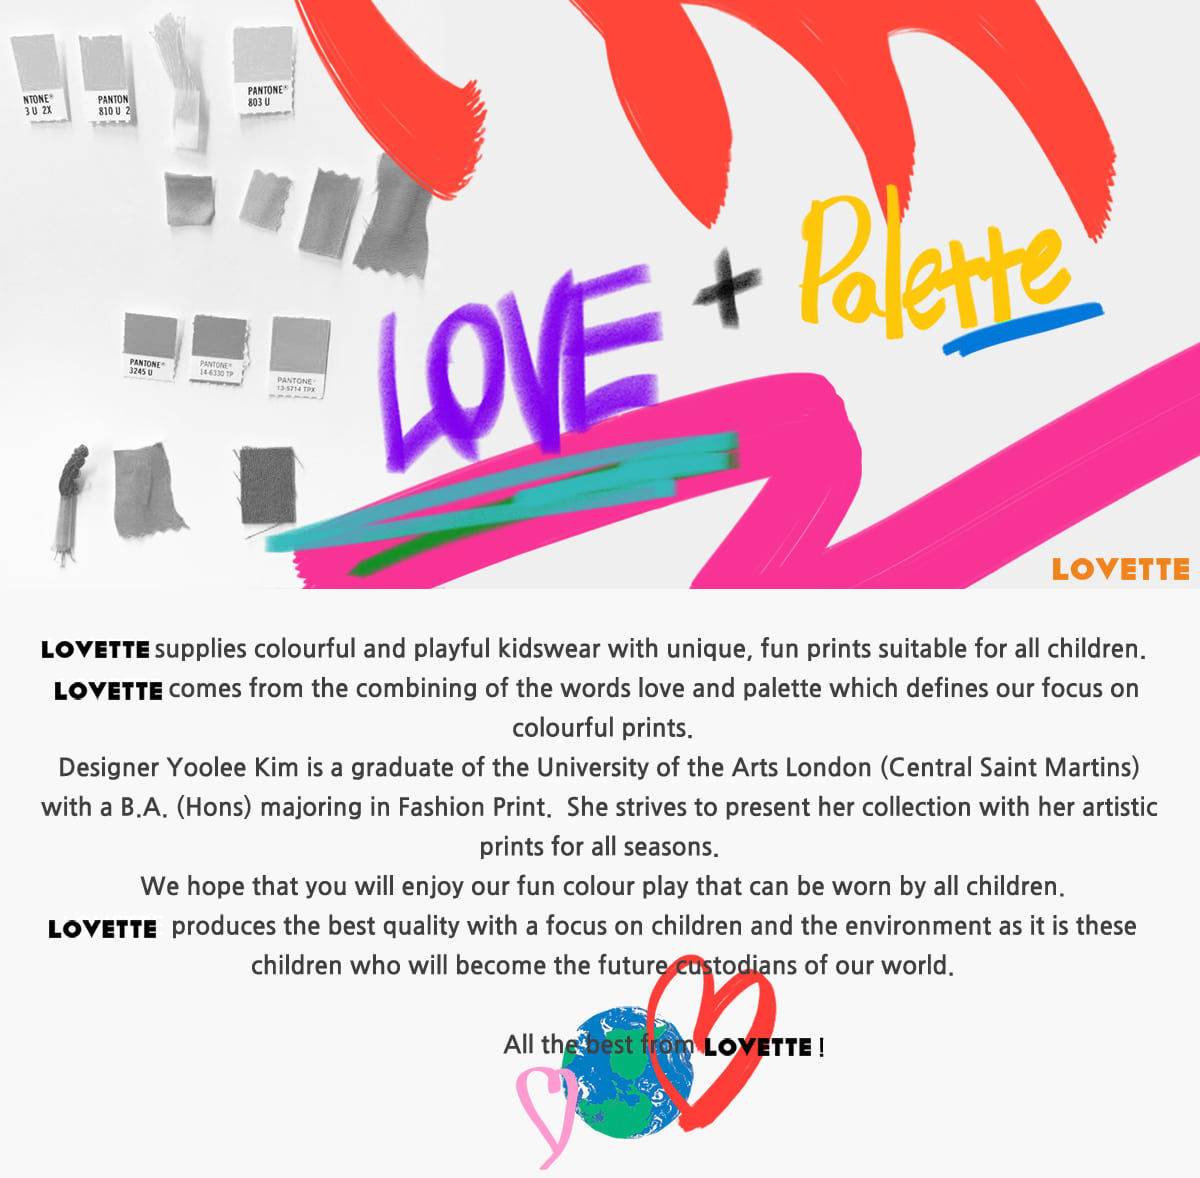 NTONE®
3 U 2X
PANTON
810 U 2
PANTONE®
803 U
PANTONE®
3245 U
PANTONE®
14-6330 TP
PANTONE®
13-5714 TPX
LOVE + Palette
LOVETTE
LOVETTE supplies colourful and playful kidswear with unique, fun prints suitable for all children.
LOVETTE comes from the combining of the words love and palette which defines our focus on
colourful prints.
Designer Yoolee Kim is a graduate of the University of the Arts London (Central Saint Martins)
with a B.A. (Hons) majoring in Fashion Print. She strives to present her collection with her artistic
prints for all seasons.
We hope that you will enjoy our fun colour play that can be worn by all children.
LOVETTE produces the best quality with a focus on children and the environment as it is these
children who will become the future custodians of our world.
All the best from LOVETTE !